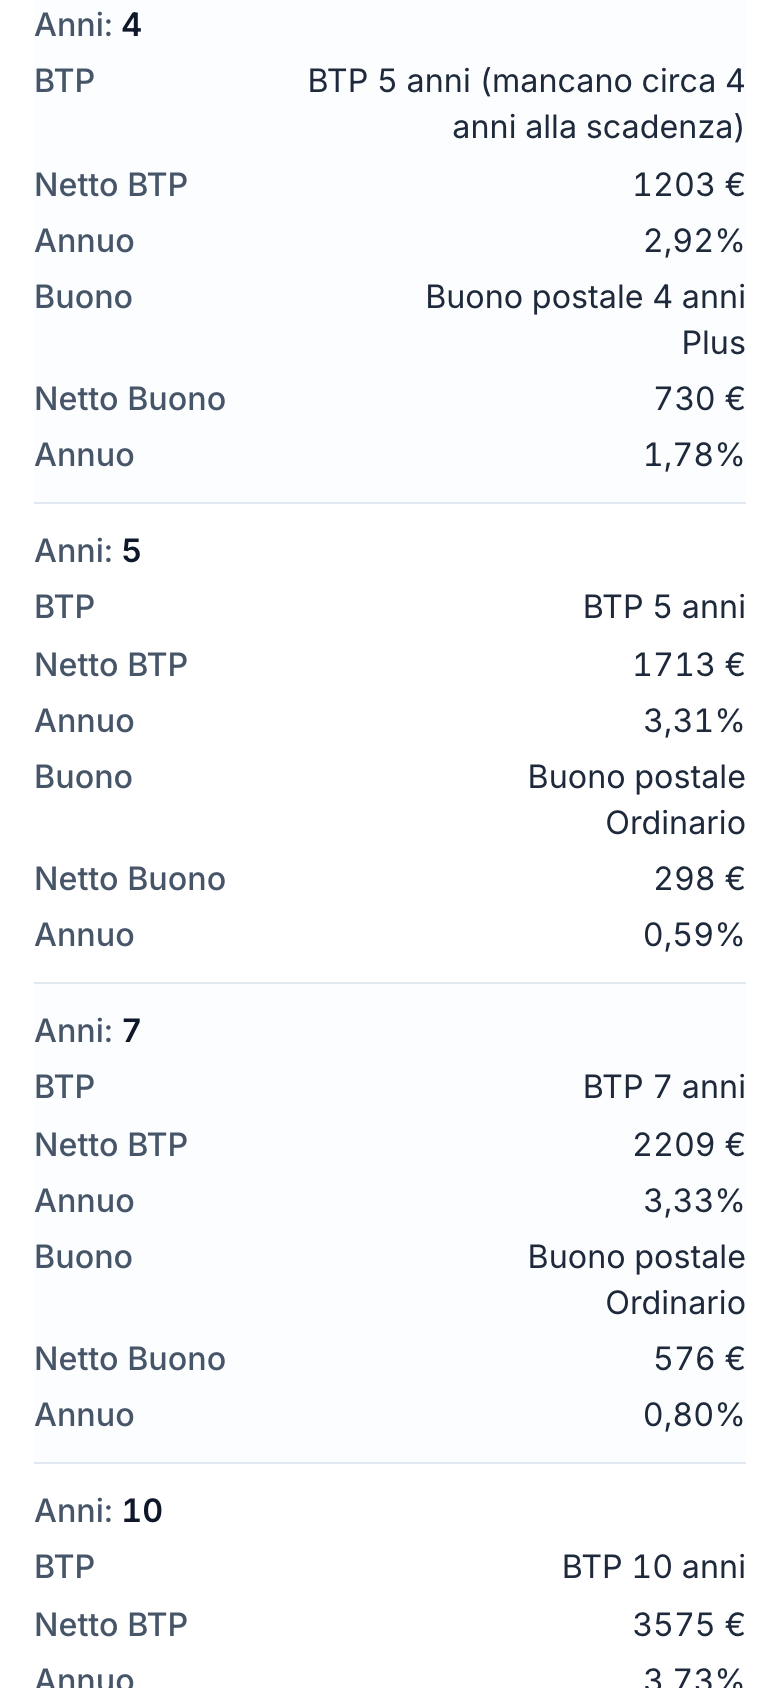 Anni: 4
BTP BTP 5 anni (mancano circa 4
anni alla scadenza)
Netto BTP 1203 €
Annuo 2,92%
Buono Buono postale 4 anni
Plus
Netto Buono 730 €
Annuo 1,78%
Anni: 5
BTP BTP 5 anni
Netto BTP 1713 €
Annuo 3,31%
Buono Buono postale
Ordinario
Netto Buono 298 €
Annuo 0,59%
Anni: 7
BTP BTP 7 anni
Netto BTP 2209 €
Annuo 3,33%
Buono Buono postale
Ordinario
Netto Buono 576 €
Annuo 0,80%
Anni: 10
BTP BTP 10 anni
Netto BTP 3575 €
Annuo 3,73%